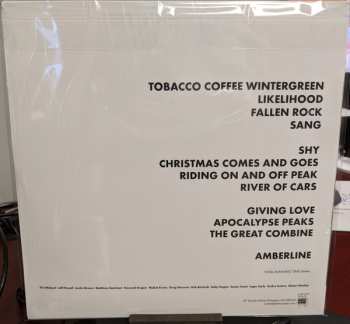 TOBACCO COFFEE WINTERGREEN
LIKELIHOOD
FALLEN ROCK
SANG
SHY
CHRISTMAS COMES AND GOES
RIDING ON AND OFF PEAK
RIVER OF CARS
GIVING LOVE
APOCALYPSE PEAKS
THE GREAT COMBINE
AMBERLINE